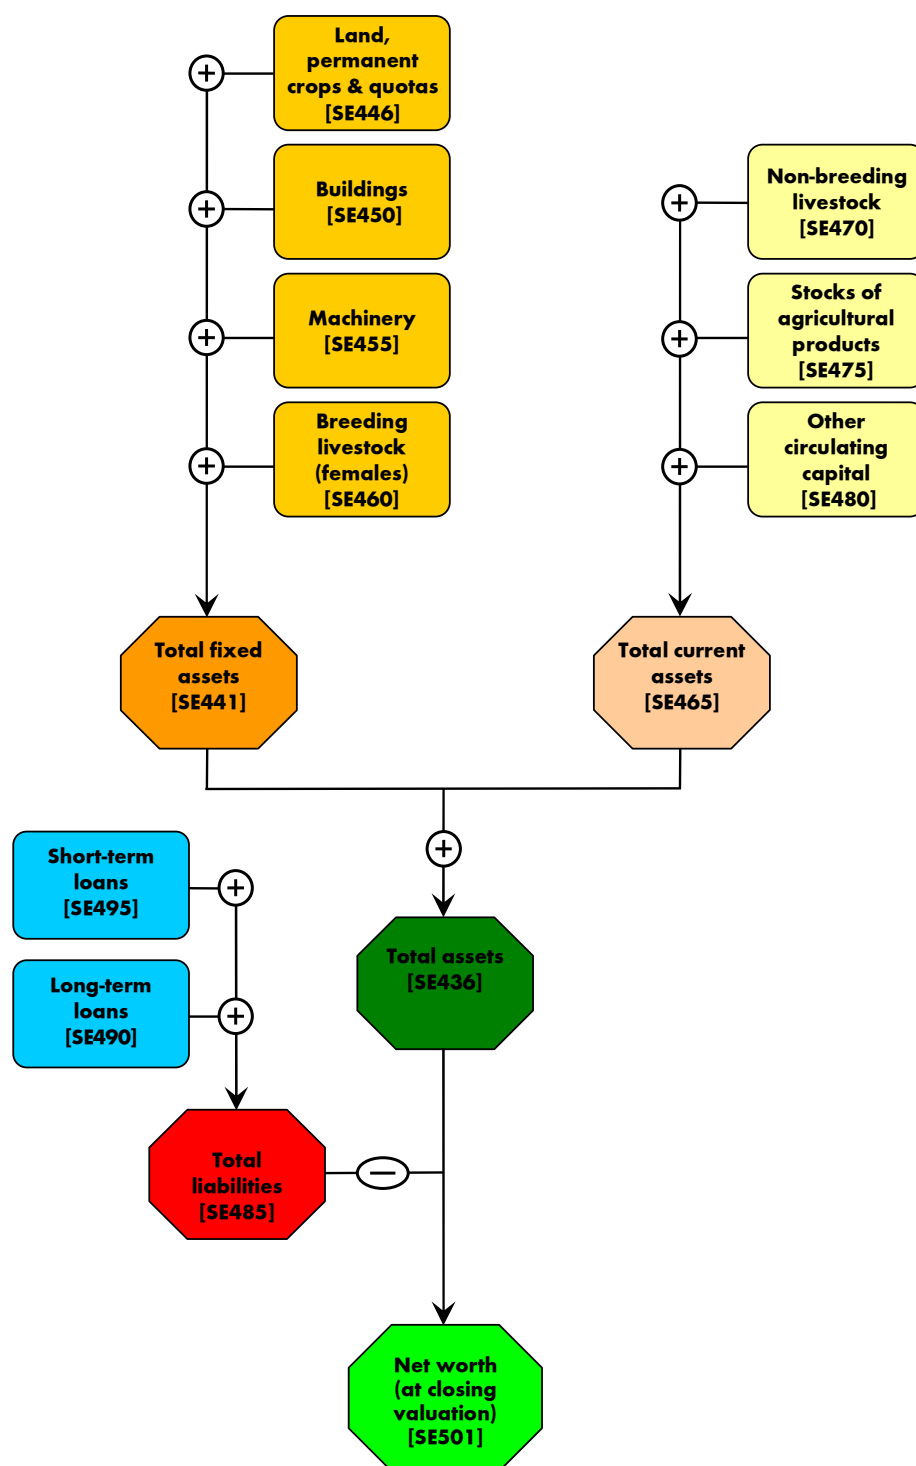 Land,
permanent
crops & quotas
[SE446]
Buildings
[SE450]
Machinery
[SE455]
Breeding
livestock
(females)
[SE460]
Non-breeding
livestock
[SE470]
Stocks of
agricultural
products
[SE475]
Other
circulating
capital
[SE480]
Total fixed
assets
[SE441]
Total current
assets
[SE465]
Short-term
loans
[SE495]
Long-term
loans
[SE490]
Total assets
[SE436]
Total
liabilities
[SE485]
Net worth
(at closing
valuation)
[SE501]